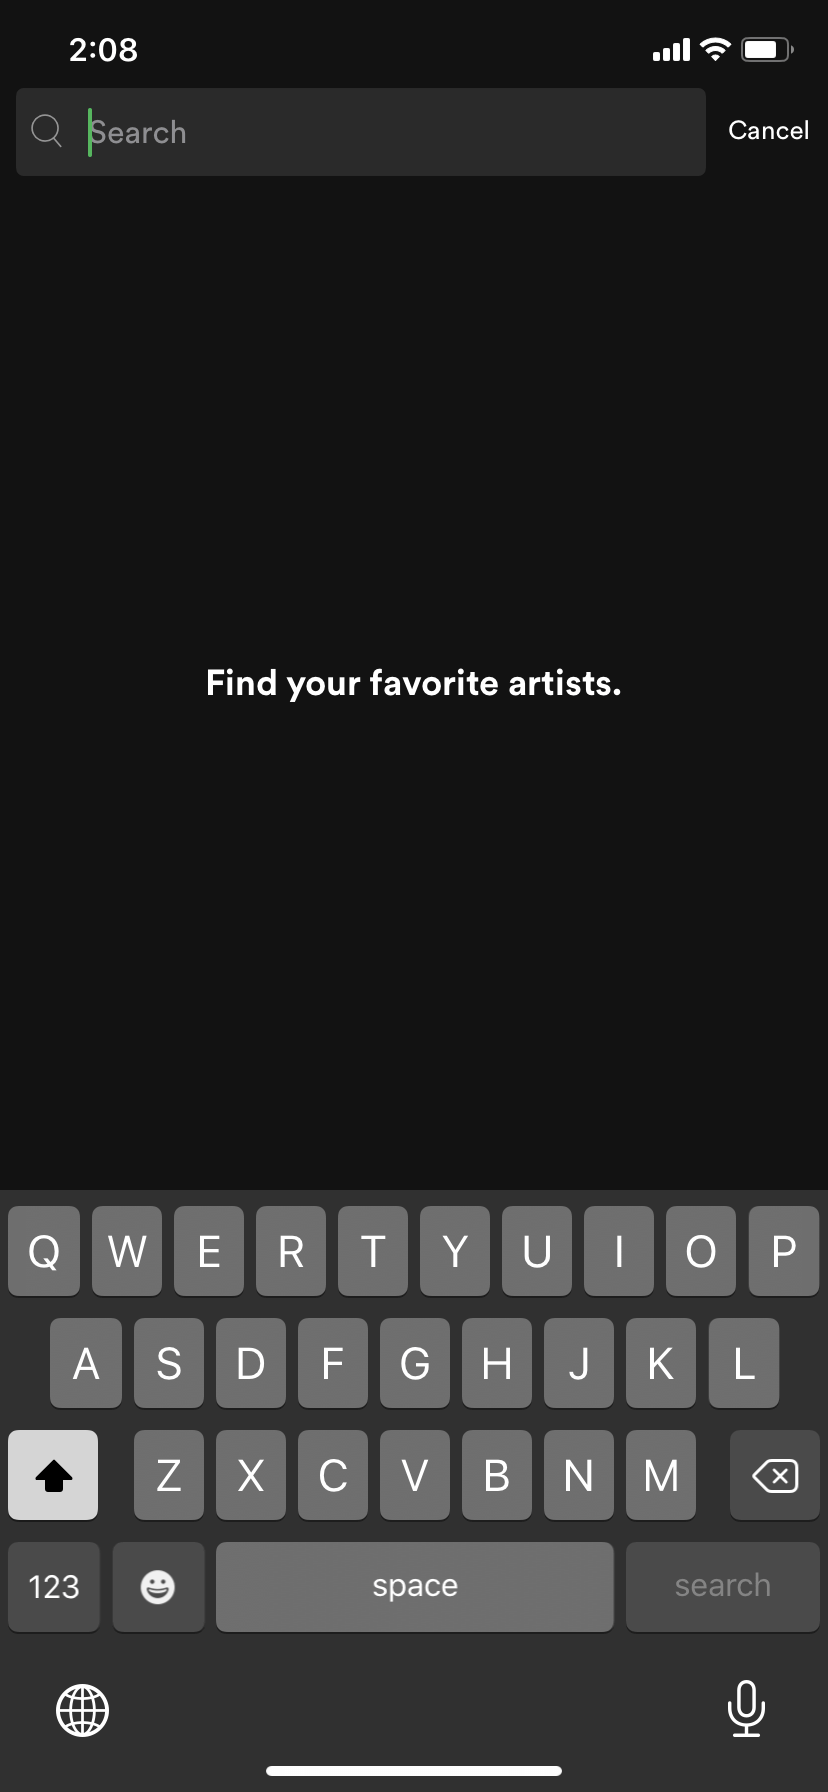 2:08
Search
Cancel
Find your favorite artists.
Q W E R T Y U I O P
A S D F G H J K L
Z X C V B N M
123 space search